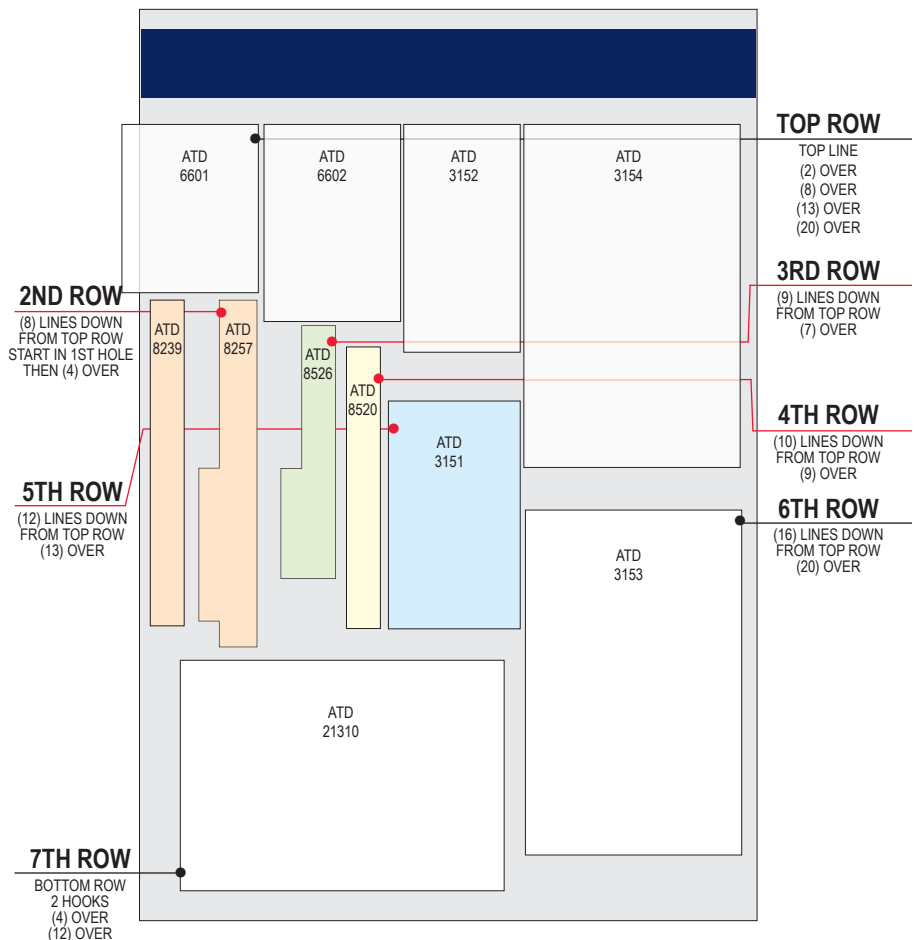 TOP ROW
TOP LINE
(2) OVER
(8) OVER
(13) OVER
(20) OVER
ATD
6601
ATD
6602
ATD
3152
ATD
3154
2ND ROW
(8) LINES DOWN
FROM TOP ROW
START IN 1ST HOLE
THEN (4) OVER
3RD ROW
(9) LINES DOWN
FROM TOP ROW
(7) OVER
ATD
8239
ATD
8257
ATD
8526
ATD
8520
4TH ROW
(10) LINES DOWN
FROM TOP ROW
(9) OVER
ATD
3151
5TH ROW
(12) LINES DOWN
FROM TOP ROW
(13) OVER
6TH ROW
(16) LINES DOWN
FROM TOP ROW
(20) OVER
ATD
3153
ATD
21310
7TH ROW
BOTTOM ROW
2 HOOKS
(4) OVER
(12) OVER